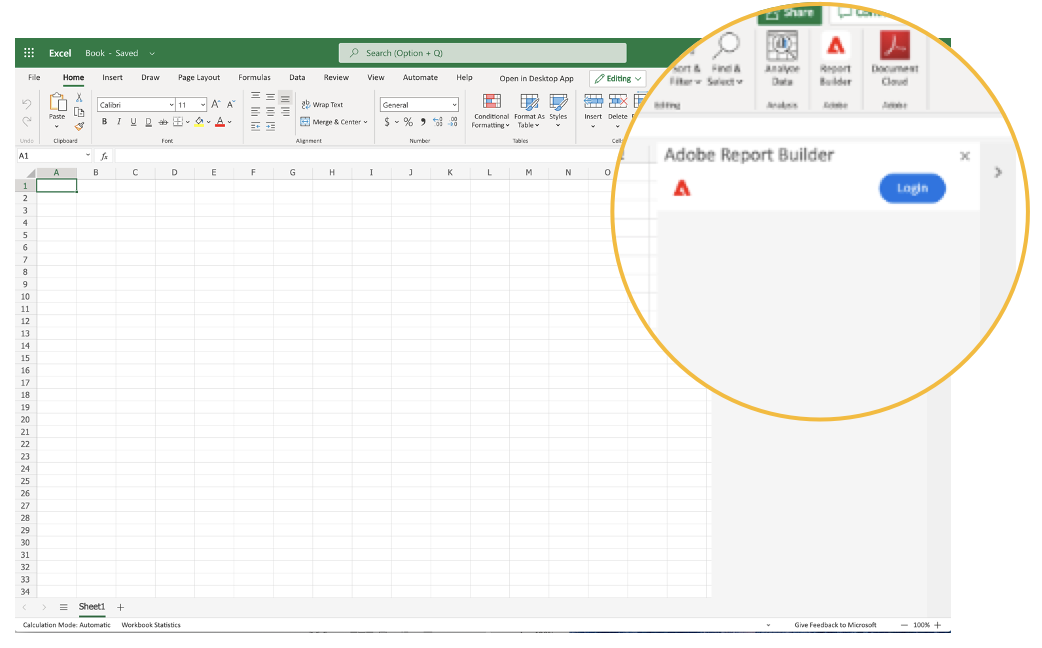 Share
Excel Book - Saved Search (Option + Q)
File Home Insert Draw Page Layout Formulas Data Review View Automate Help Open in Desktop App Editing
Sort & Filter Find & Select Analyze Data Report Builder Document Cloud
Editing Analysis Adobe Adobe
Paste Calibri 11 A A Wrap Text General Conditional Formatting Format As Table Styles Insert Delete
B I U D ab A Merge & Center $ % 9 .00
Undo Clipboard Font Alignment Number Tables Cells
A1 fx
A B C D E F G H I J K L M N O
Adobe Report Builder
Login
1
2
3
4
5
6
7
8
9
10
11
12
13
14
15
16
17
18
19
20
21
22
23
24
25
26
27
28
29
30
31
32
33
34
Sheet1 +
Calculation Mode: Automatic Workbook Statistics Give Feedback to Microsoft — 100% +